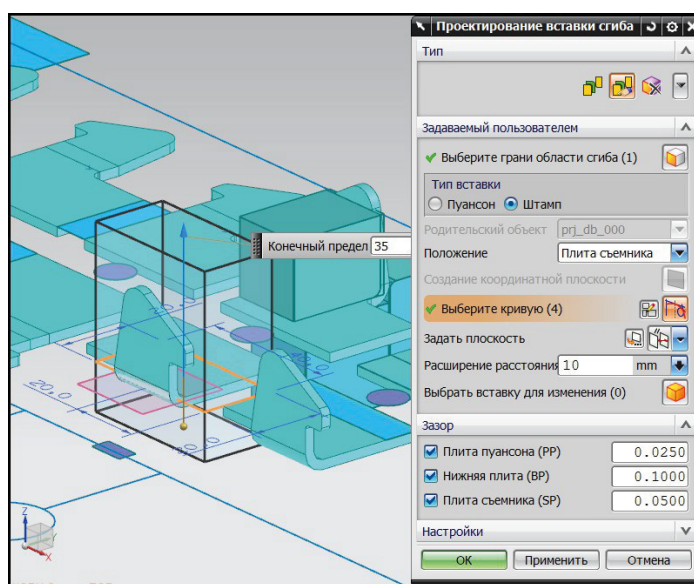 Проектирование вставки сгиба
Тип
Задаваемый пользователем
Выберите грани области сгиба (1)
Тип вставки
Пуансон Штамп
Родительский объект prj_db_000
Положение Плита съемника
Создание координатной плоскости
Выберите кривую (4)
Задать плоскость
Расширение расстояния 10 mm
Выбрать вставку для изменения (0)
Зазор
Плита пуансона (PP) 0.0250
Нижняя плита (BP) 0.1000
Плита съемника (SP) 0.0500
Настройки
OK Применить Отмена
Конечный предел 35
20,0
Z
Y
X